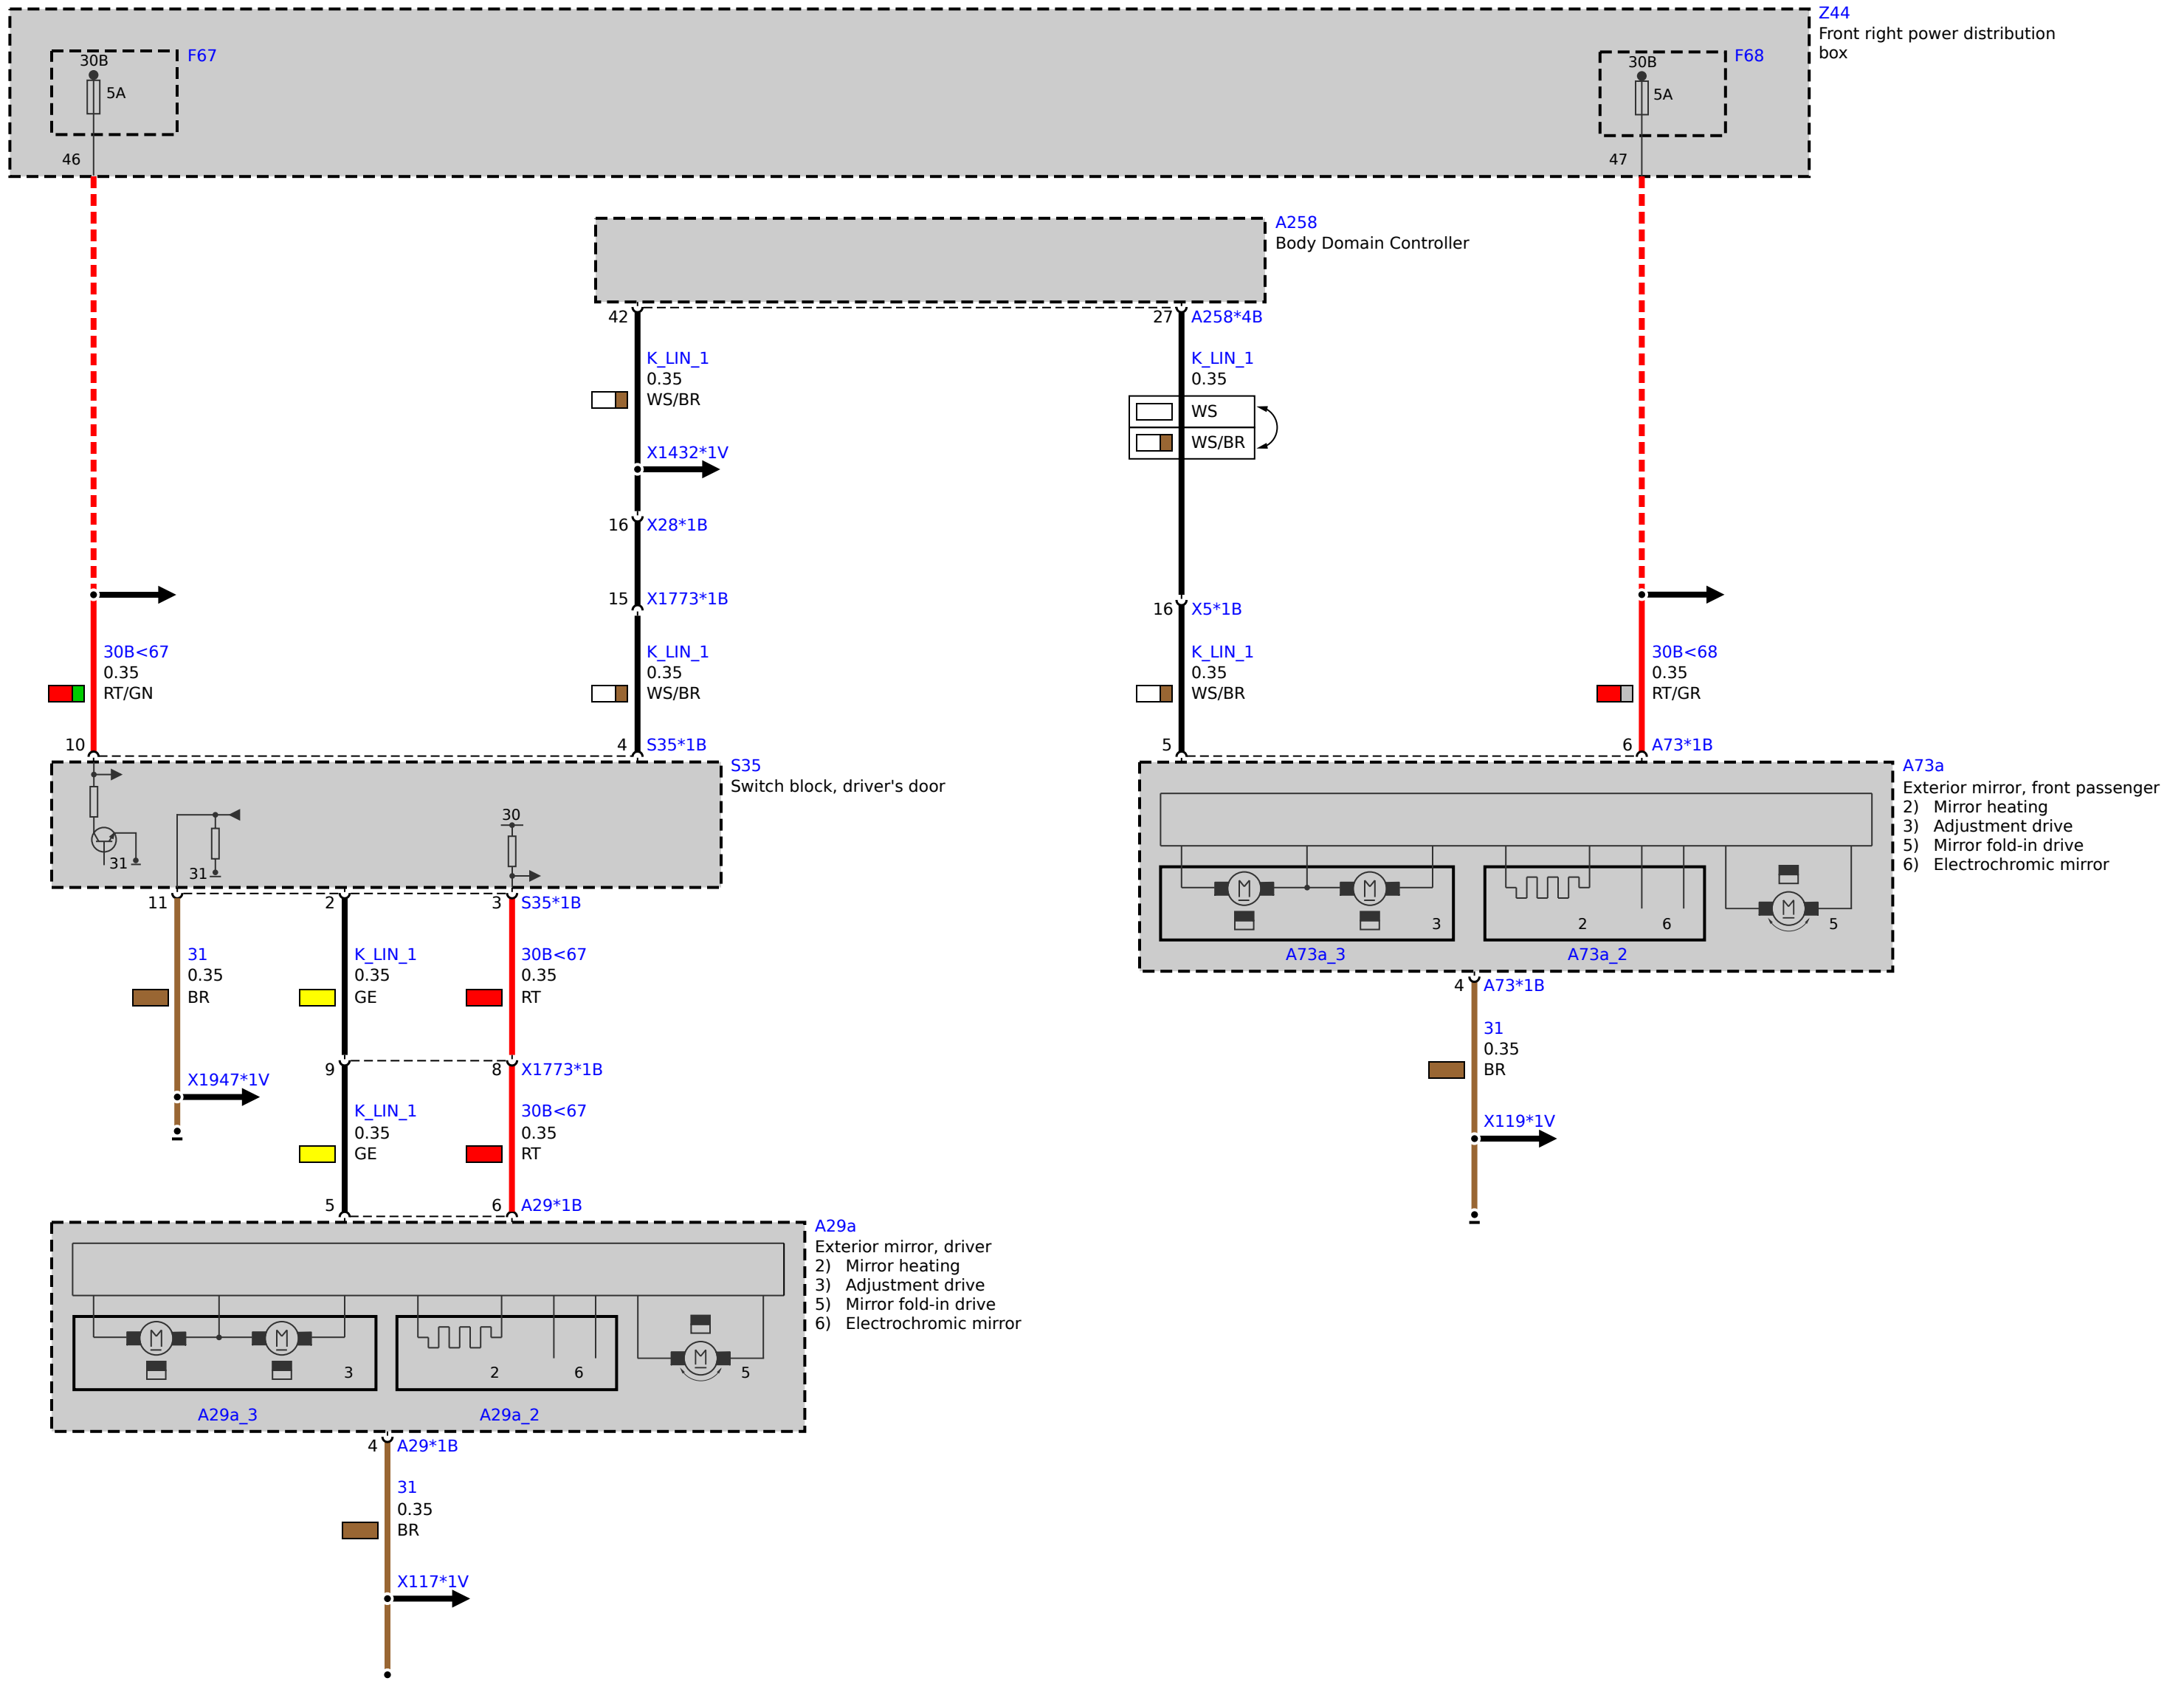 Z44
Front right power distribution
box
F67
30B
5A
46
F68
30B
5A
47
A258
Body Domain Controller
42
27
A258*4B
K_LIN_1
0.35
WS/BR
K_LIN_1
0.35
WS
WS/BR
X1432*1V
16
X28*1B
15
X1773*1B
16
X5*1B
30B<67
0.35
RT/GN
K_LIN_1
0.35
WS/BR
K_LIN_1
0.35
WS/BR
30B<68
0.35
RT/GR
10
4
S35*1B
5
6
A73*1B
S35
Switch block, driver's door
31
31
30
A73a
Exterior mirror, front passenger
2) Mirror heating
3) Adjustment drive
5) Mirror fold-in drive
6) Electrochromic mirror
M
M
3
2
6
M
5
A73a_3
A73a_2
11
2
3
S35*1B
31
0.35
BR
K_LIN_1
0.35
GE
30B<67
0.35
RT
4
A73*1B
31
0.35
BR
X119*1V
X1947*1V
9
8
X1773*1B
K_LIN_1
0.35
GE
30B<67
0.35
RT
5
6
A29*1B
A29a
Exterior mirror, driver
2) Mirror heating
3) Adjustment drive
5) Mirror fold-in drive
6) Electrochromic mirror
M
M
3
2
6
M
5
A29a_3
A29a_2
4
A29*1B
31
0.35
BR
X117*1V